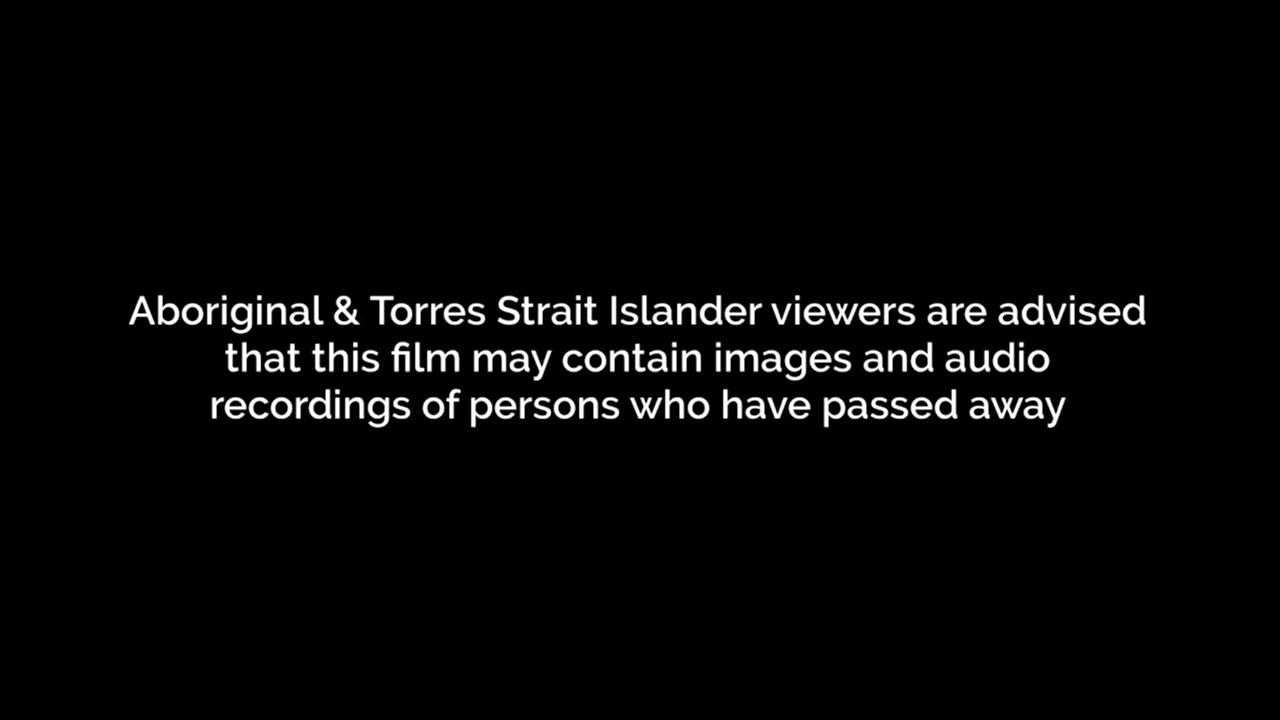 Aboriginal & Torres Strait Islander viewers are advised
that this film may contain images and audio
recordings of persons who have passed away